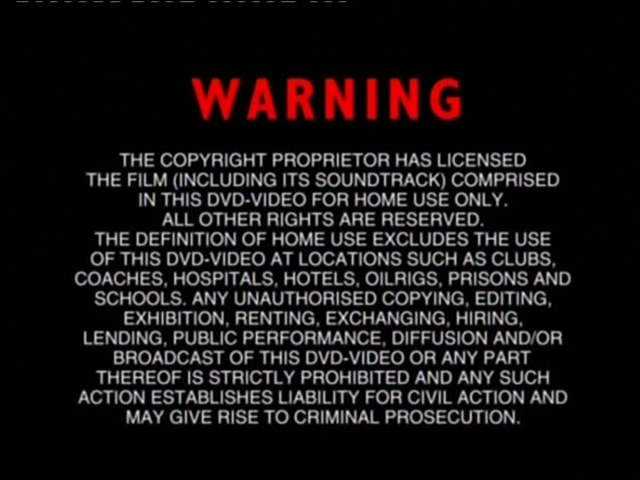 WARNING
THE COPYRIGHT PROPRIETOR HAS LICENSED
THE FILM (INCLUDING ITS SOUNDTRACK) COMPRISED
IN THIS DVD-VIDEO FOR HOME USE ONLY.
ALL OTHER RIGHTS ARE RESERVED.
THE DEFINITION OF HOME USE EXCLUDES THE USE
OF THIS DVD-VIDEO AT LOCATIONS SUCH AS CLUBS,
COACHES, HOSPITALS, HOTELS, OILRIGS, PRISONS AND
SCHOOLS. ANY UNAUTHORISED COPYING, EDITING,
EXHIBITION, RENTING, EXCHANGING, HIRING,
LENDING, PUBLIC PERFORMANCE, DIFFUSION AND/OR
BROADCAST OF THIS DVD-VIDEO OR ANY PART
THEREOF IS STRICTLY PROHIBITED AND ANY SUCH
ACTION ESTABLISHES LIABILITY FOR CIVIL ACTION AND
MAY GIVE RISE TO CRIMINAL PROSECUTION.